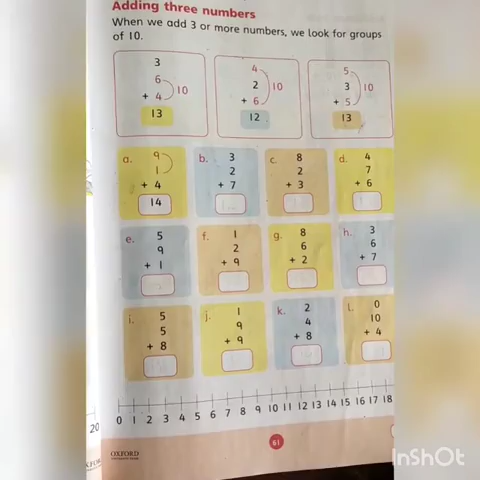 Adding three numbers
When we add 3 or more numbers, we look for groups
of 10.
3
6
+ 4
10
13
4
2
+ 6
10
12
5
3
+ 5
10
13
a. 9
1
+ 4
14
b. 3
2
+ 7
c. 8
2
+ 3
d. 4
7
+ 6
e. 5
9
+ 1
f. 1
2
+ 9
g. 8
6
+ 2
h. 3
6
+ 7
i. 5
5
+ 8
j. 1
9
+ 9
k. 2
4
+ 8
l. 0
10
+ 4
0 1 2 3 4 5 6 7 8 9 10 11 12 13 14 15 16 17 18
20
61
OXFORD
InShOt